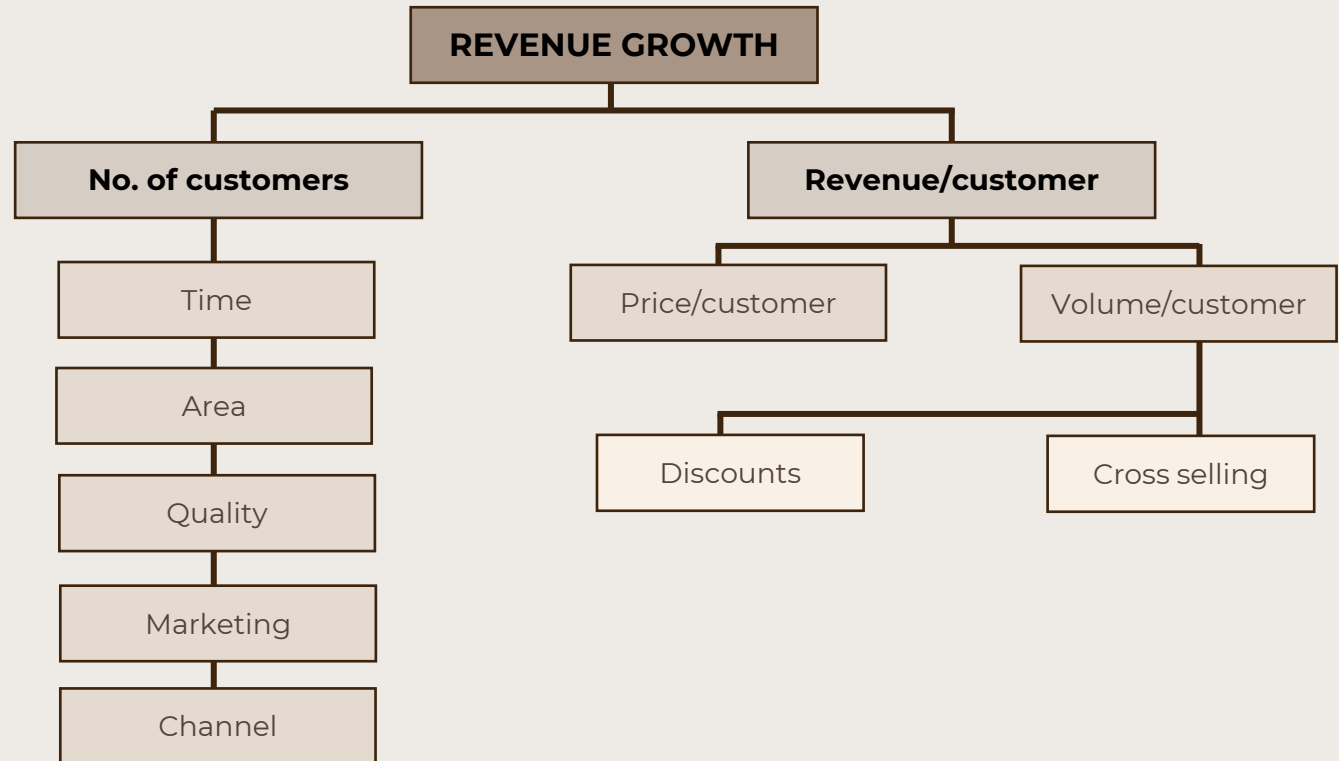 REVENUE GROWTH
No. of customers
Revenue/customer
Time
Price/customer
Volume/customer
Area
Discounts
Cross selling
Quality
Marketing
Channel